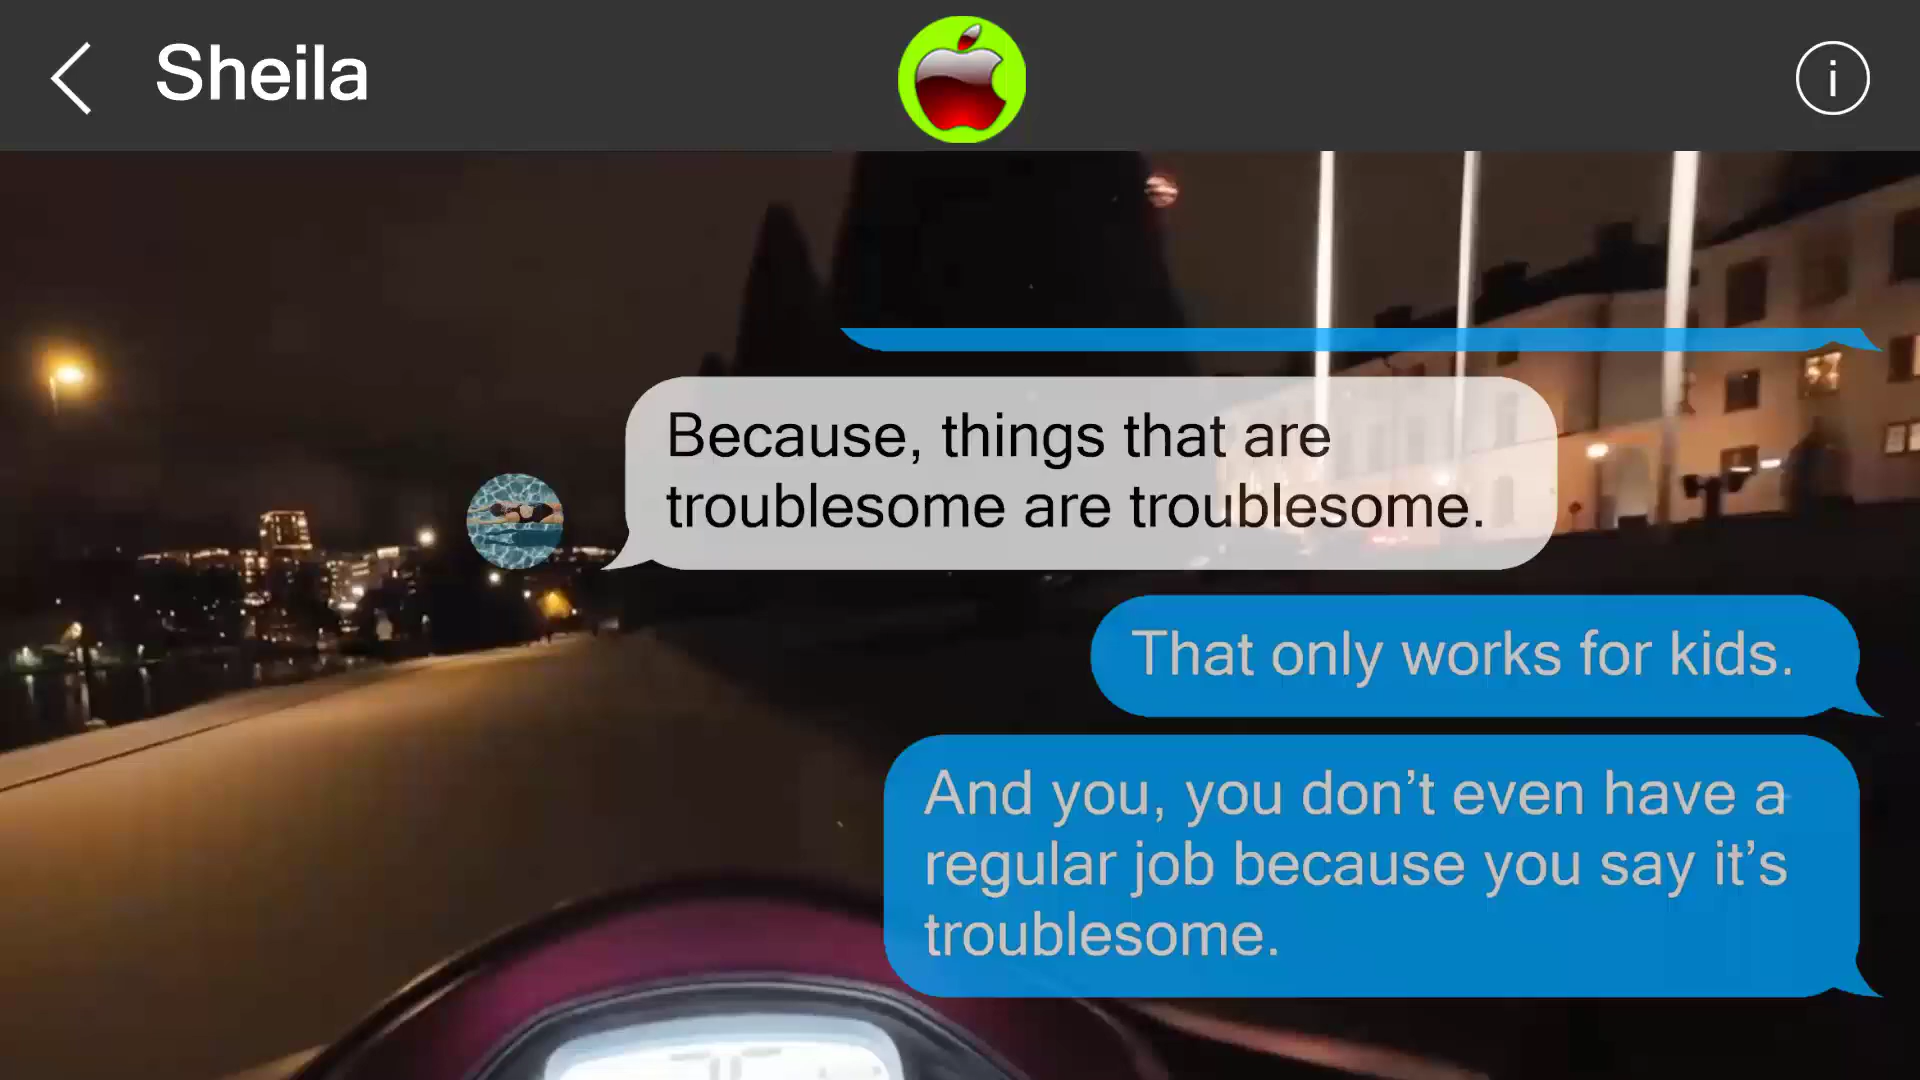 Sheila
i
Because, things that are
troublesome are troublesome.
That only works for kids.
And you, you don’t even have a
regular job because you say it’s
troublesome.